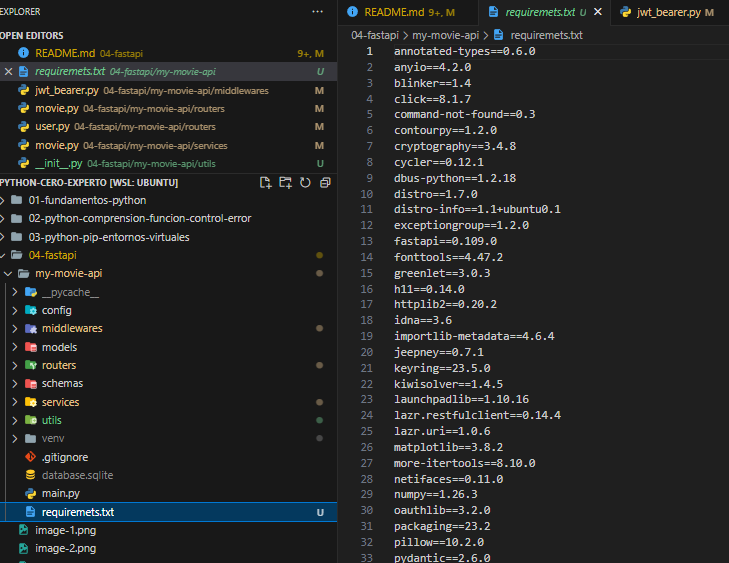 EXPLORER
OPEN EDITORS
README.md 04-fastapi 9+, M
requiremets.txt 04-fastapi/my-movie-api U
jwt_bearer.py 04-fastapi/my-movie-api/middlewares M
movie.py 04-fastapi/my-movie-api/routers M
user.py 04-fastapi/my-movie-api/routers M
movie.py 04-fastapi/my-movie-api/services M
__init__.py 04-fastapi/my-movie-api/utils U
PYTHON-CERO-EXPERTO [WSL: UBUNTU]
01-fundamentos-python
02-python-comprension-funcion-control-error
03-python-pip-entornos-virtuales
04-fastapi
my-movie-api
__pycache__
config
middlewares
models
routers
schemas
services
utils
venv
.gitignore
database.sqlite
main.py
requiremets.txt U
image-1.png
image-2.png
README.md 9+, M requiremets.txt U jwt_bearer.py M
04-fastapi > my-movie-api > requiremets.txt
1 annotated-types==0.6.0
2 anyio==4.2.0
3 blinker==1.4
4 click==8.1.7
5 command-not-found==0.3
6 contourpy==1.2.0
7 cryptography==3.4.8
8 cycler==0.12.1
9 dbus-python==1.2.18
10 distro==1.7.0
11 distro-info==1.1+ubuntu0.1
12 exceptiongroup==1.2.0
13 fastapi==0.109.0
14 fonttools==4.47.2
15 greenlet==3.0.3
16 h11==0.14.0
17 httplib2==0.20.2
18 idna==3.6
19 importlib-metadata==4.6.4
20 jeepney==0.7.1
21 keyring==23.5.0
22 kiwisolver==1.4.5
23 launchpadlib==1.10.16
24 lazr.restfulclient==0.14.4
25 lazr.uri==1.0.6
26 matplotlib==3.8.2
27 more-itertools==8.10.0
28 netifaces==0.11.0
29 numpy==1.26.3
30 oauthlib==3.2.0
31 packaging==23.2
32 pillow==10.2.0
33 pydantic==2.6.0